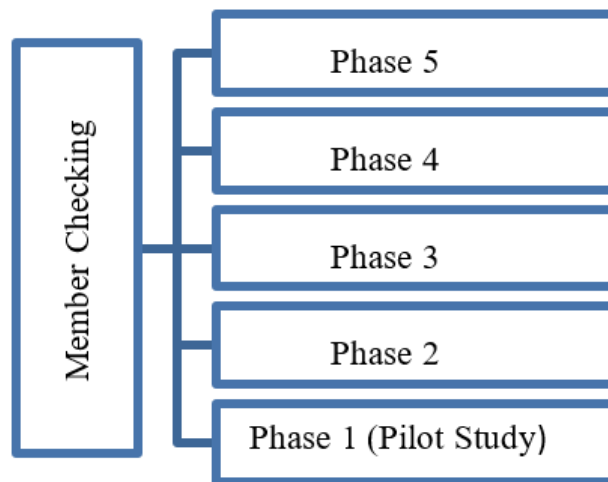 Member Checking
Phase 5
Phase 4
Phase 3
Phase 2
Phase 1 (Pilot Study)